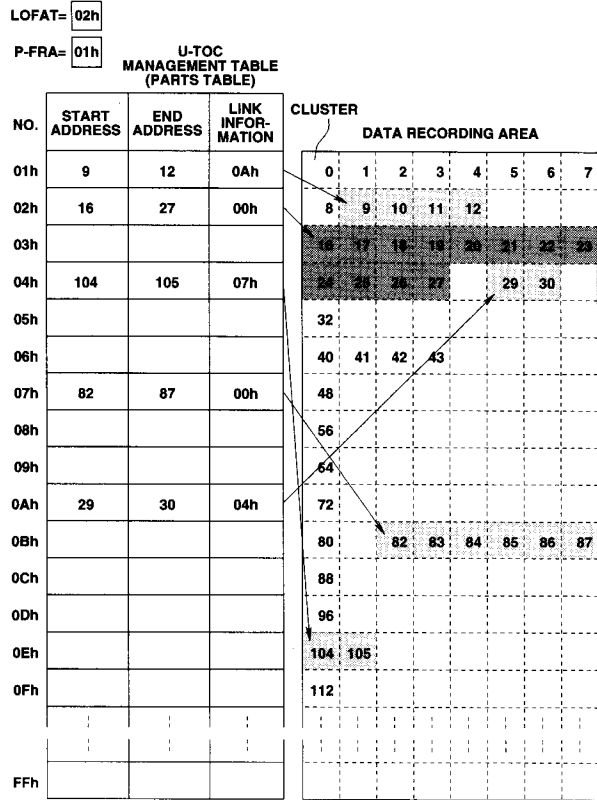 LOFAT= 02h
P-FRA= 01h
U-TOC
MANAGEMENT TABLE
(PARTS TABLE)
NO. START ADDRESS END ADDRESS LINK INFOR-MATION
CLUSTER
DATA RECORDING AREA
01h 9 12 0Ah 0 1 2 3 4 5 6 7
02h 16 27 00h 8 9 10 11 12
03h 16 17 18 19 20 21 22 23
04h 104 105 07h 24 25 26 27 29 30
05h 32
06h 40 41 42 43
07h 82 87 00h 48
08h 56
09h 64
0Ah 29 30 04h 72
0Bh 80 82 83 84 85 86 87
0Ch 88
0Dh 96
0Eh 104 105
0Fh 112
FFh